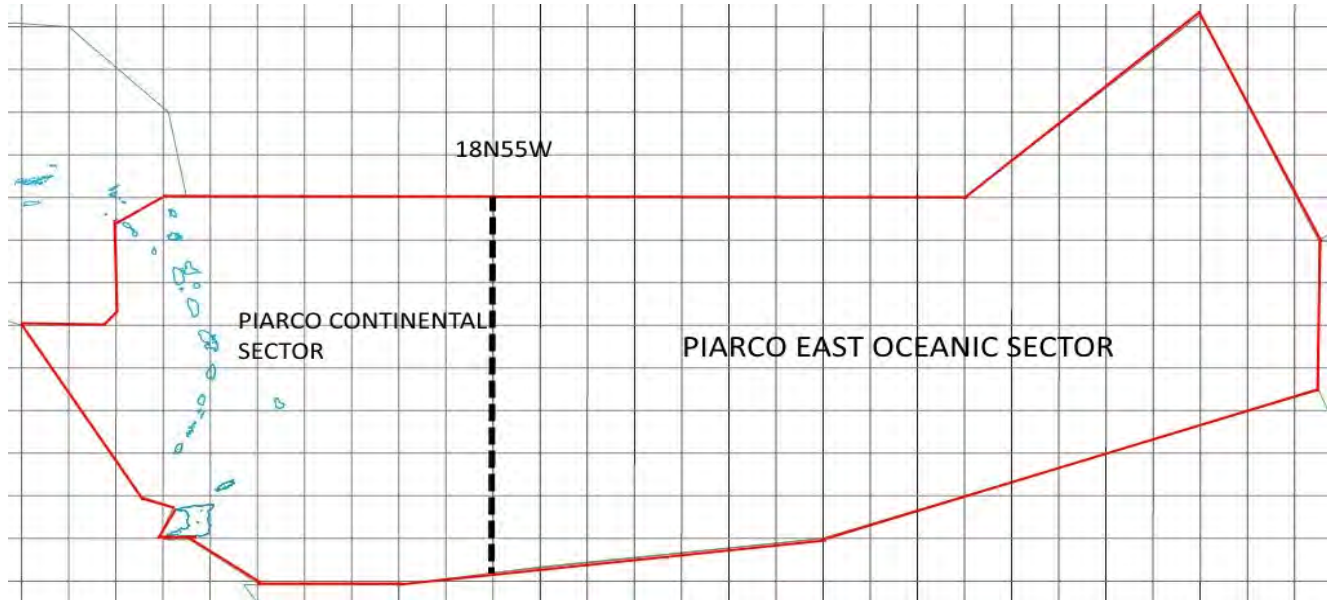 18N55W
PIARCO CONTINENTAL
SECTOR
PIARCO EAST OCEANIC SECTOR